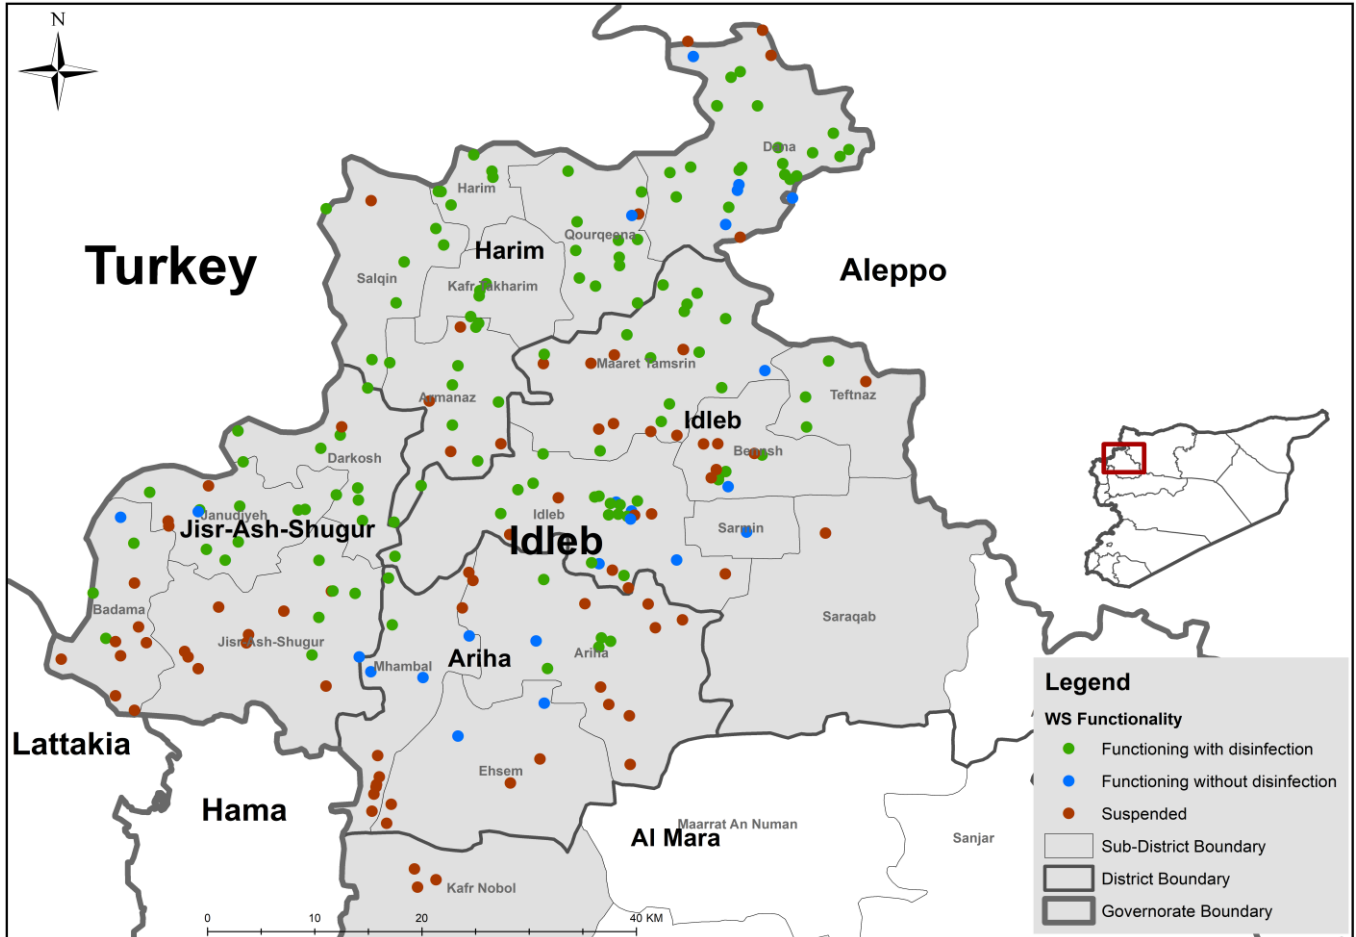 N
Dana
Harim
Turkey
Qourqeena
Harim
Aleppo
Salqin
Kafr Takharim
Maaret Tamsrin
Teftnaz
Armanaz
Idleb
Bennsh
Darkosh
Janudiyeh
Idleb
Jisr-Ash-Shugur
Sarmin
Idleb
Badama
Saraqab
Jisr-Ash-Shugur
Ariha
Mhambal
Ariha
Lattakia
Ehsem
Hama
Maarrat An Numan
Al Mara
Sanjar
Kafr Nobol
0 10 20 40 KM
Legend
WS Functionality
Functioning with disinfection
Functioning without disinfection
Suspended
Sub-District Boundary
District Boundary
Governorate Boundary